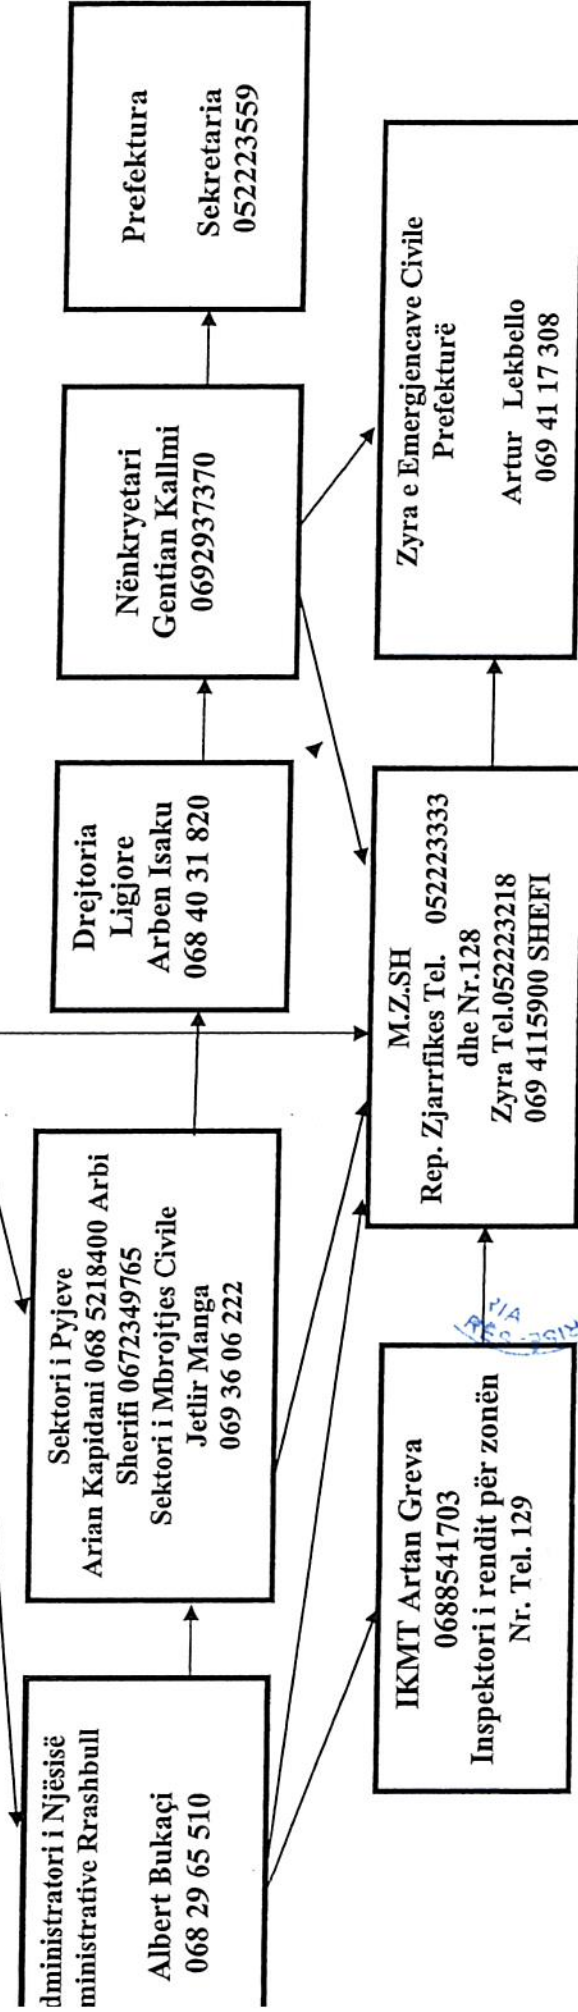 dministratori i Njësisë
ministrative Rrashbull
Albert Bukaçi
068 29 65 510
Sektori i Pyjeve
Arian Kapidani 068 5218400 Arbi
Sherifi 0672349765
Sektori i Mbrojtjes Civile
Jetlir Manga
069 36 06 222
Drejtoria
Ligjore
Arben Isaku
068 40 31 820
Nënkryetari
Gentian Kallmi
0692937370
Prefektura
Sekretaria
052223559
IKMT Artan Greva
0688541703
Inspektori i rendit për zonën
Nr. Tel. 129
M.Z.SH
Rep. Zjarrfikes Tel. 052223333
dhe Nr.128
Zyra Tel.052223218
069 4115900 SHEFI
Zyra e Emergjencave Civile
Prefekturë
Artur Lekbello
069 41 17 308